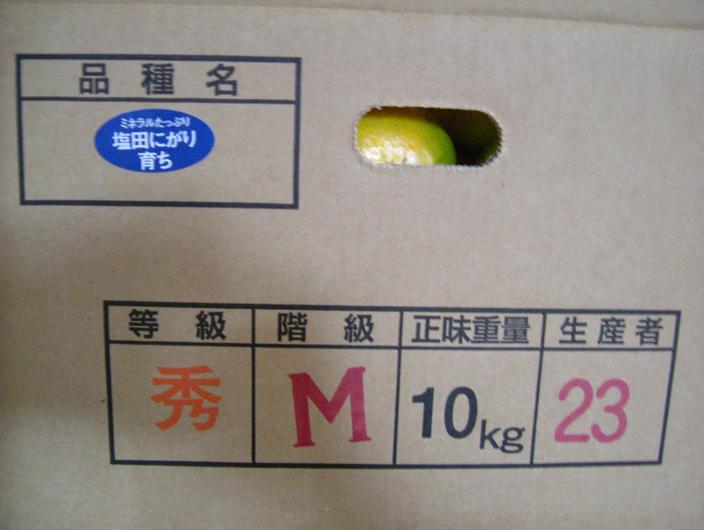 品種名
ミネラルたっぷり
塩田にがり
育ち
等級 階級 正味重量 生産者
秀 M 10kg 23